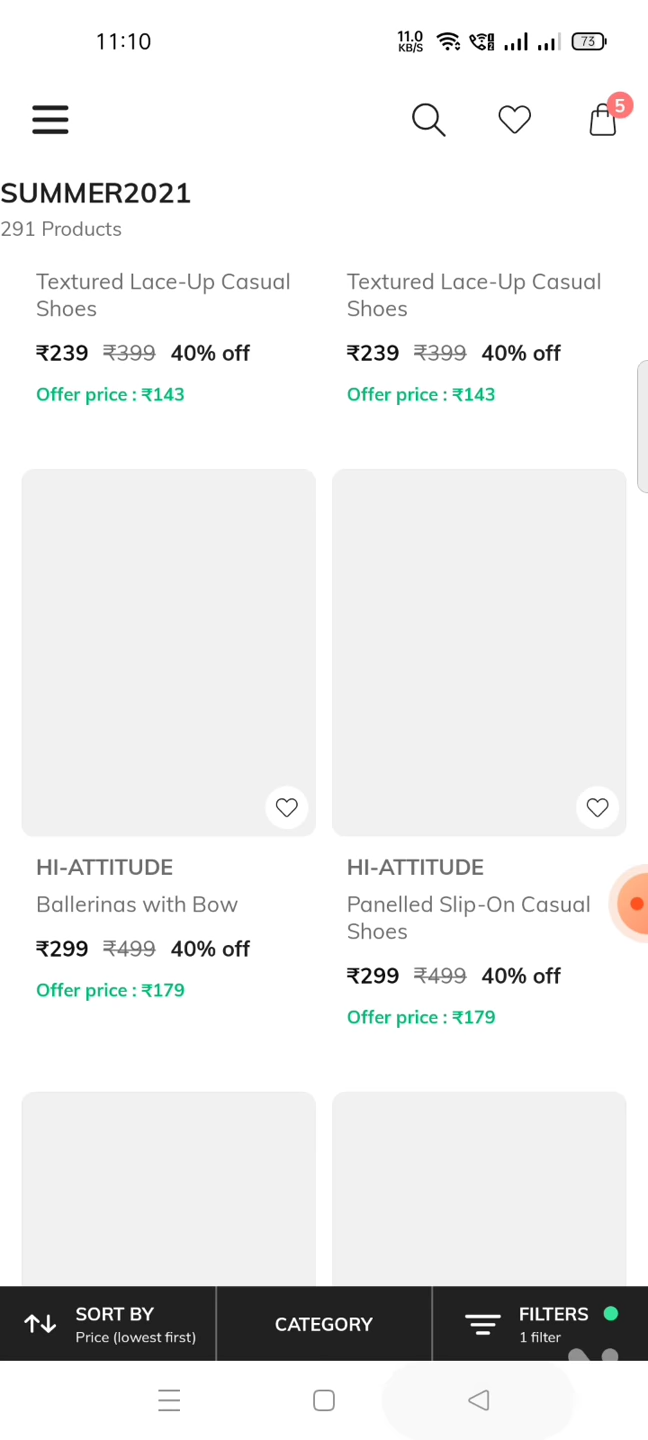 11:10
11.0
KB/S
73
5
SUMMER2021
291 Products
Textured Lace-Up Casual
Shoes
₹239 ₹399 40% off
Offer price : ₹143
Textured Lace-Up Casual
Shoes
₹239 ₹399 40% off
Offer price : ₹143
HI-ATTITUDE
Ballerinas with Bow
₹299 ₹499 40% off
Offer price : ₹179
HI-ATTITUDE
Panelled Slip-On Casual
Shoes
₹299 ₹499 40% off
Offer price : ₹179
SORT BY
Price (lowest first)
CATEGORY
FILTERS
1 filter